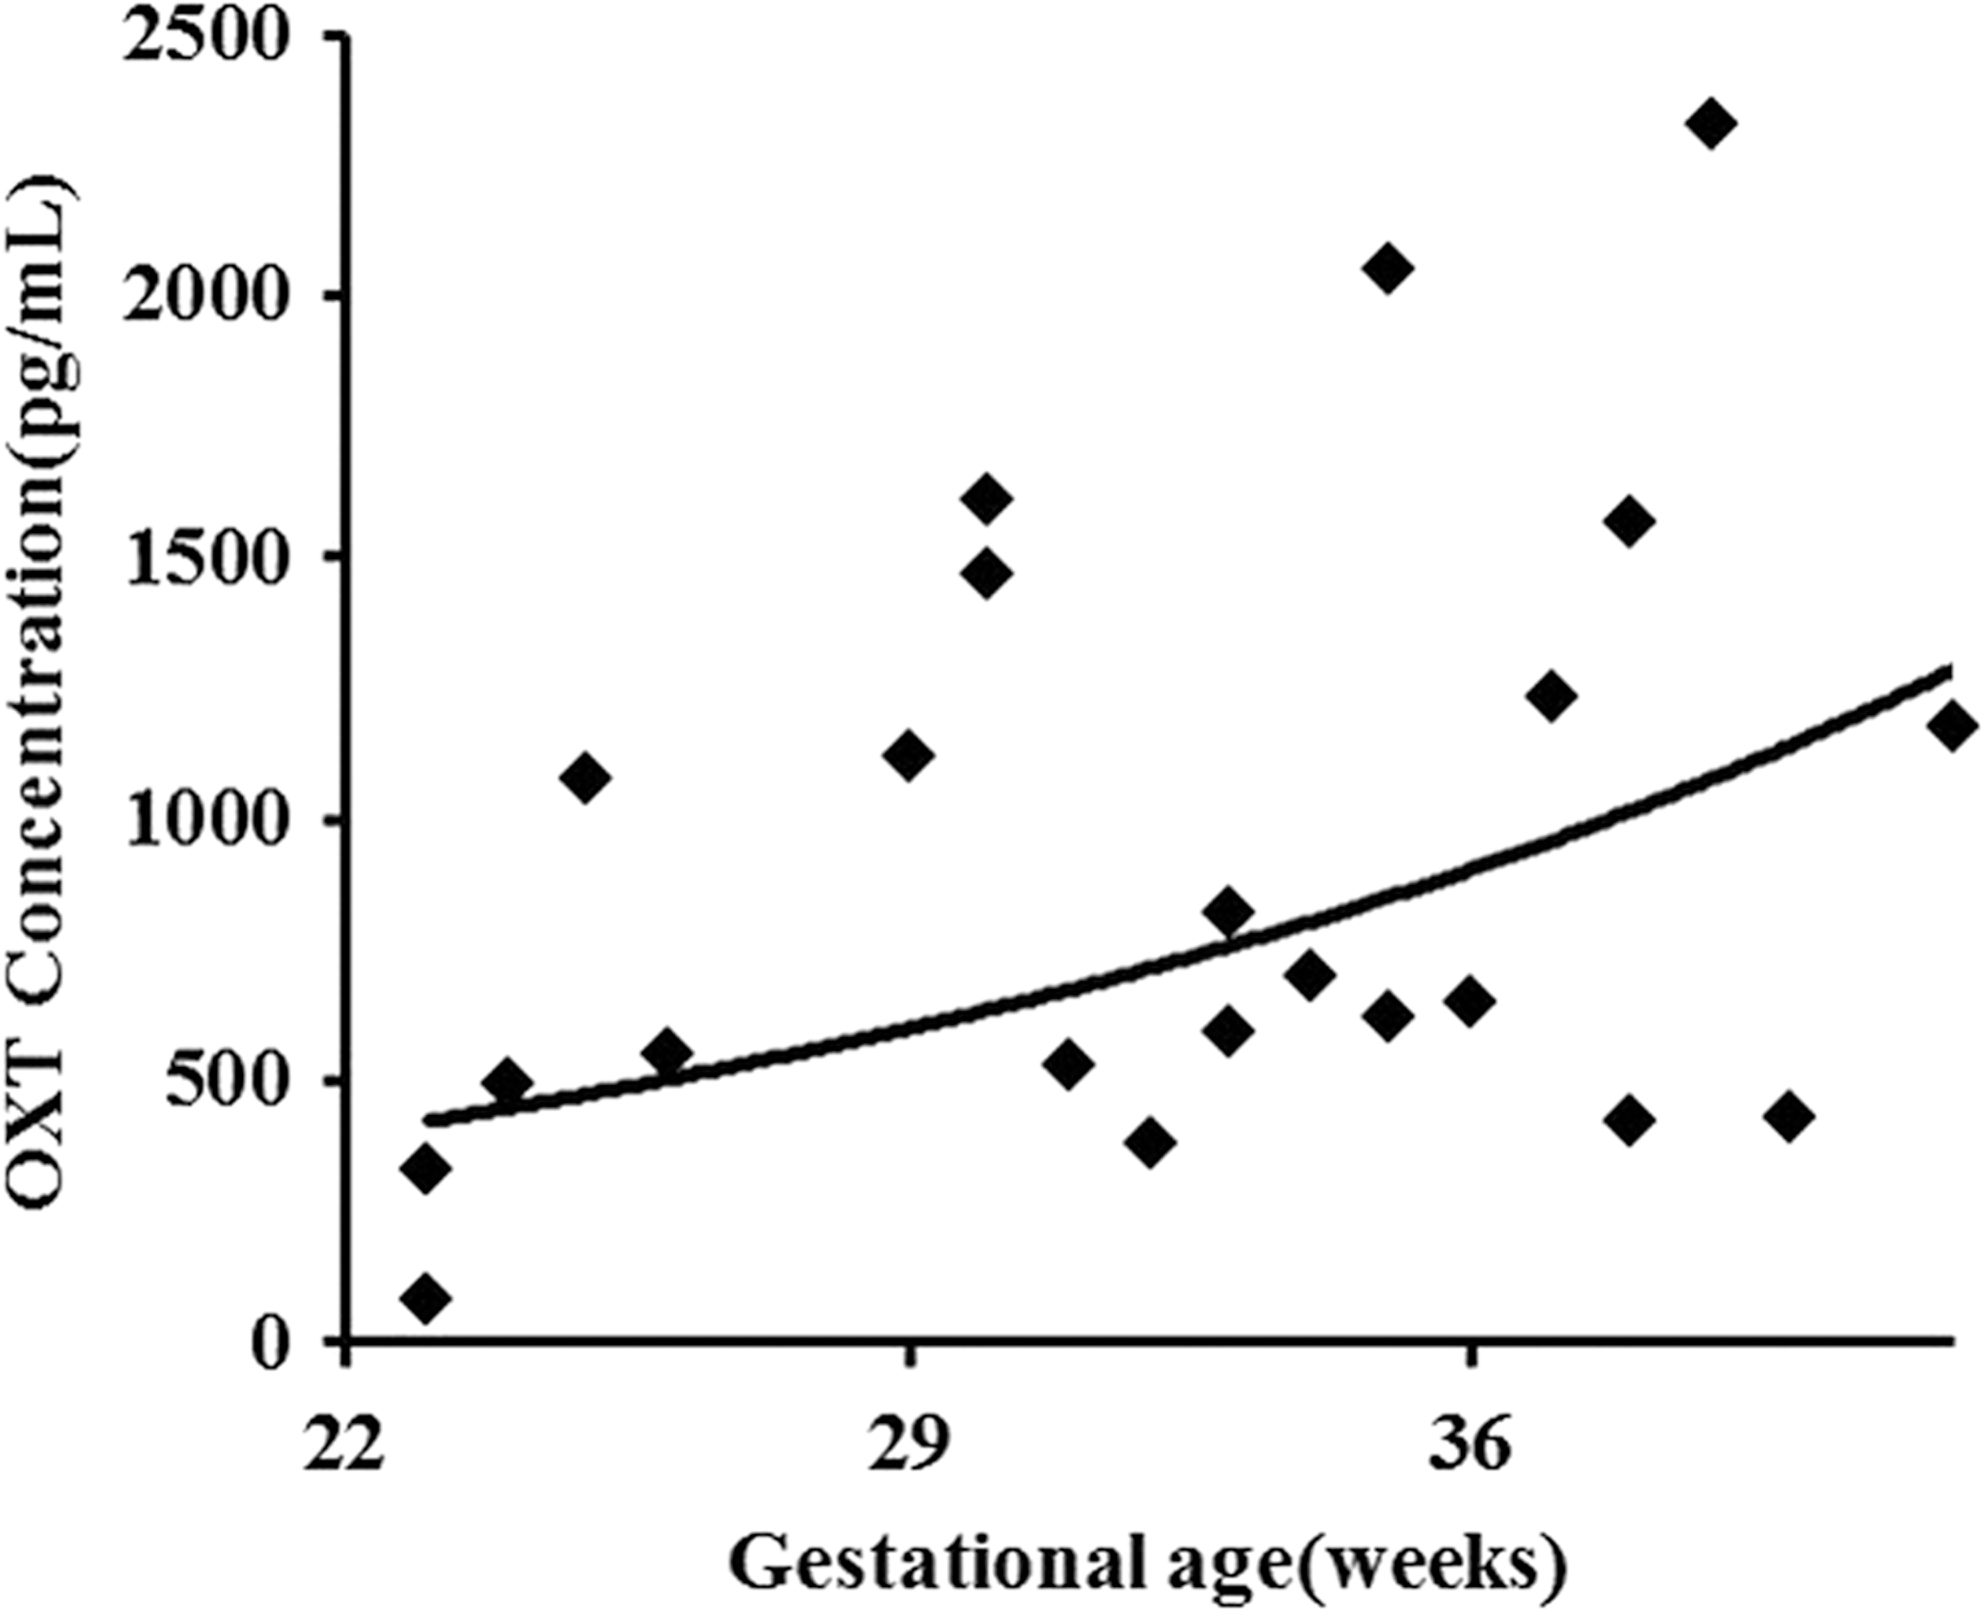 OXT Concentration(pg/mL)
2500
2000
1500
1000
500
0
22 29 36
Gestational age(weeks)